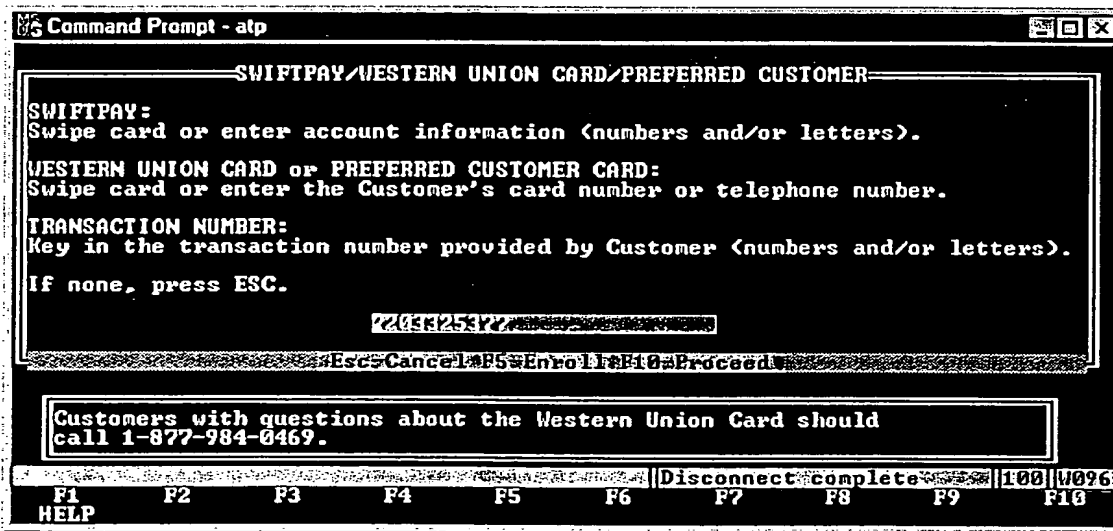 Command Prompt - atp
SWIFTPAY/WESTERN UNION CARD/PREFERRED CUSTOMER
SWIFTPAY:
Swipe card or enter account information (numbers and/or letters).
WESTERN UNION CARD or PREFERRED CUSTOMER CARD:
Swipe card or enter the Customer's card number or telephone number.
TRANSACTION NUMBER:
Key in the transaction number provided by Customer (numbers and/or letters).
If none, press ESC.
Esc=Cancel F5=Enroll F10=Proceed
Customers with questions about the Western Union Card should
call 1-877-984-0469.
Disconnect complete 100 W096
F1 F2 F3 F4 F5 F6 F7 F8 F9 F10
HELP